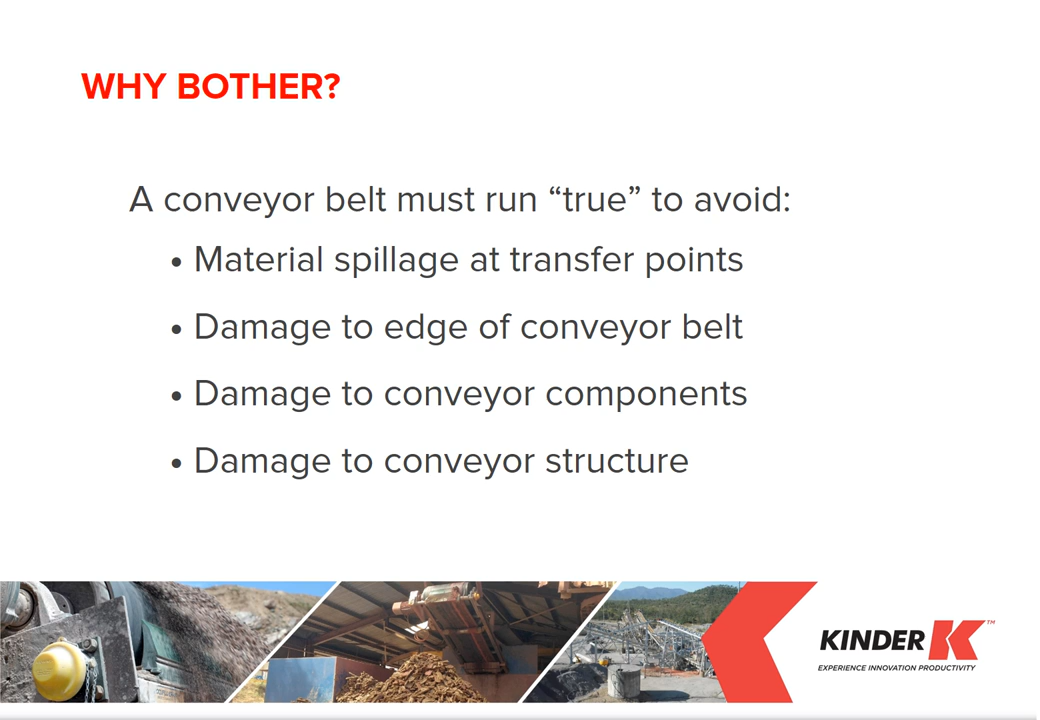 WHY BOTHER?
A conveyor belt must run “true” to avoid:
• Material spillage at transfer points
• Damage to edge of conveyor belt
• Damage to conveyor components
• Damage to conveyor structure
KINDER K™
EXPERIENCE INNOVATION PRODUCTIVITY